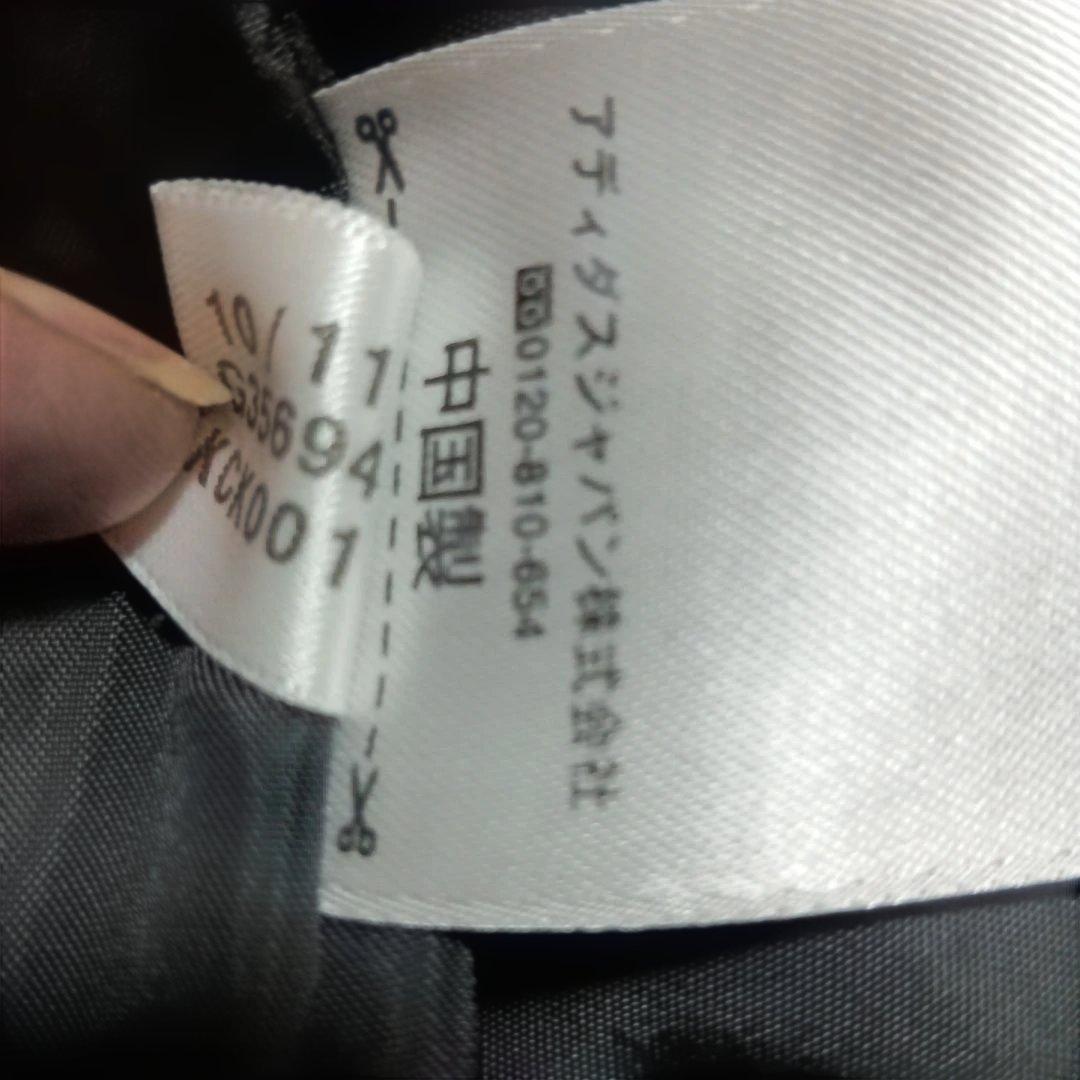 アディダスジャパン株式会社
0120-810-654
中国製
10/11
G35694
KCX001